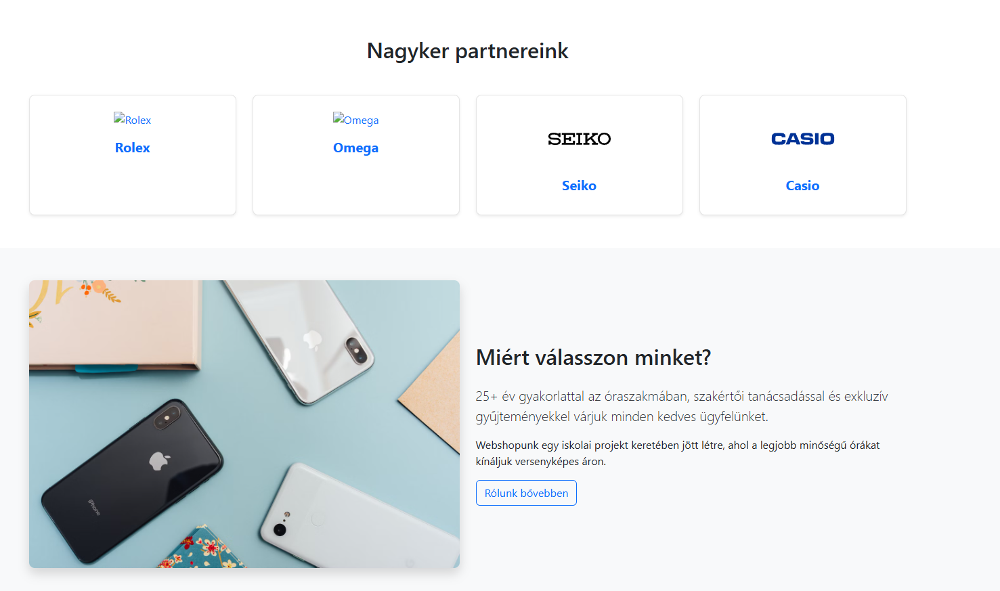 Nagyker partnereink
Rolex
Omega
SEIKO
CASIO
Rolex
Omega
Seiko
Casio
Miért válasszon minket?
25+ év gyakorlattal az óraszakmában, szakértői tanácsadással és exkluzív
gyűjteményekkel várjuk minden kedves ügyfelünket.
Webshopunk egy iskolai projekt keretében jött létre, ahol a legjobb minőségű órákat
kínáljuk versenyképes áron.
Rólunk bővebben
iPhone